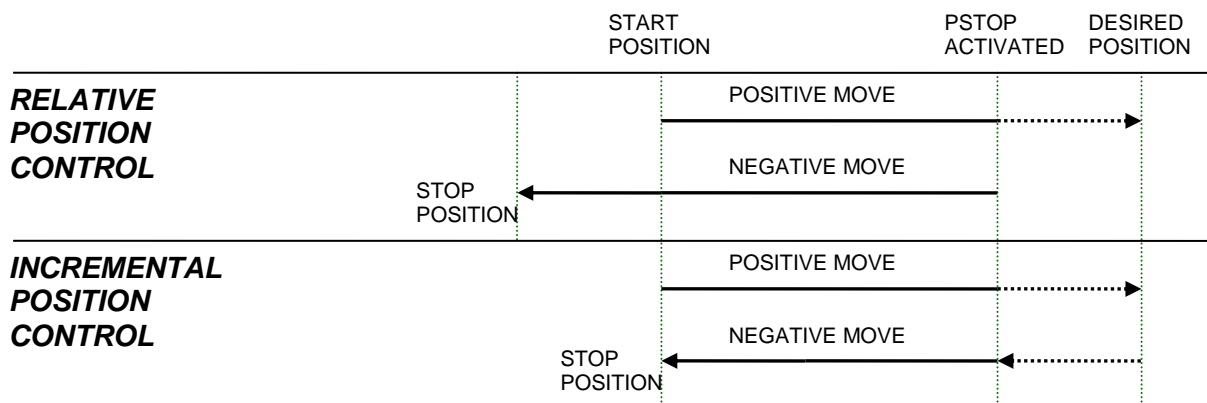 START
POSITION
PSTOP
ACTIVATED
DESIRED
POSITION
RELATIVE
POSITION
CONTROL
POSITIVE MOVE
NEGATIVE MOVE
STOP
POSITION
INCREMENTAL
POSITION
CONTROL
POSITIVE MOVE
NEGATIVE MOVE
STOP
POSITION